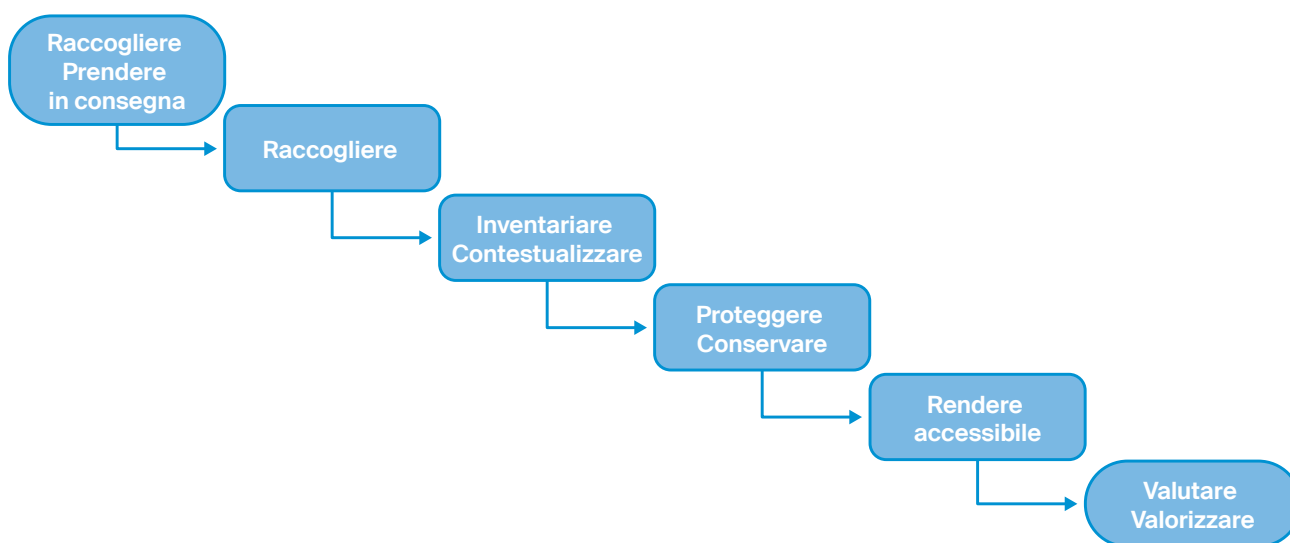 Raccogliere
Prendere
in consegna
Raccogliere
Inventariare
Contestualizzare
Proteggere
Conservare
Rendere
accessibile
Valutare
Valorizzare